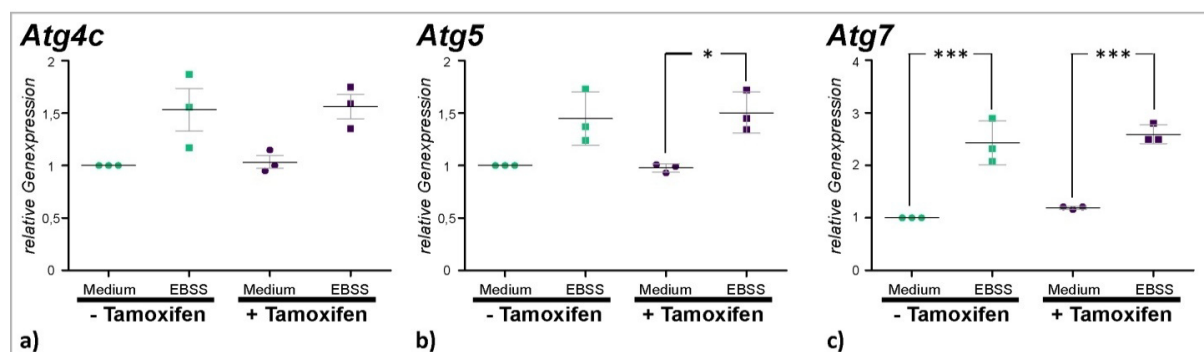 Atg4c
relative Genexpression
2
1,5
1
0,5
0
Medium EBSS Medium EBSS
- Tamoxifen + Tamoxifen
a)
Atg5
relative Genexpression
2
1,5
1
0,5
0
*
Medium EBSS Medium EBSS
- Tamoxifen + Tamoxifen
b)
Atg7
relative Genexpression
4
3
2
1
0
*** ***
Medium EBSS Medium EBSS
- Tamoxifen + Tamoxifen
c)